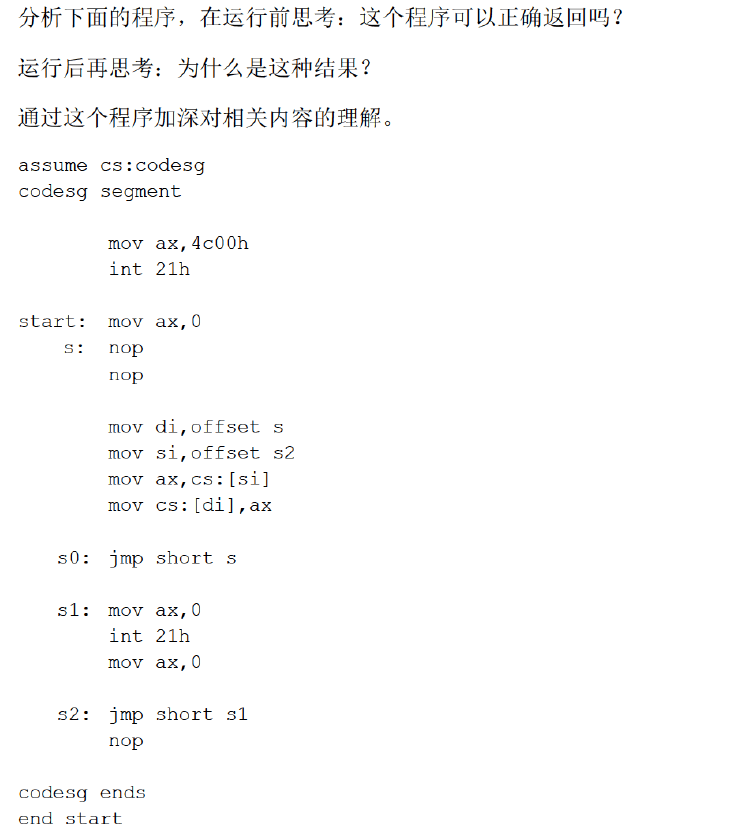 分析下面的程序，在运行前思考：这个程序可以正确返回吗？
运行后再思考：为什么是这种结果？
通过这个程序加深对相关内容的理解。
assume cs:codesg
codesg segment
mov ax,4c00h
int 21h
start: mov ax,0
s: nop
nop
mov di,offset s
mov si,offset s2
mov ax,cs:[si]
mov cs:[di],ax
s0: jmp short s
s1: mov ax,0
int 21h
mov ax,0
s2: jmp short s1
nop
codesg ends
end start